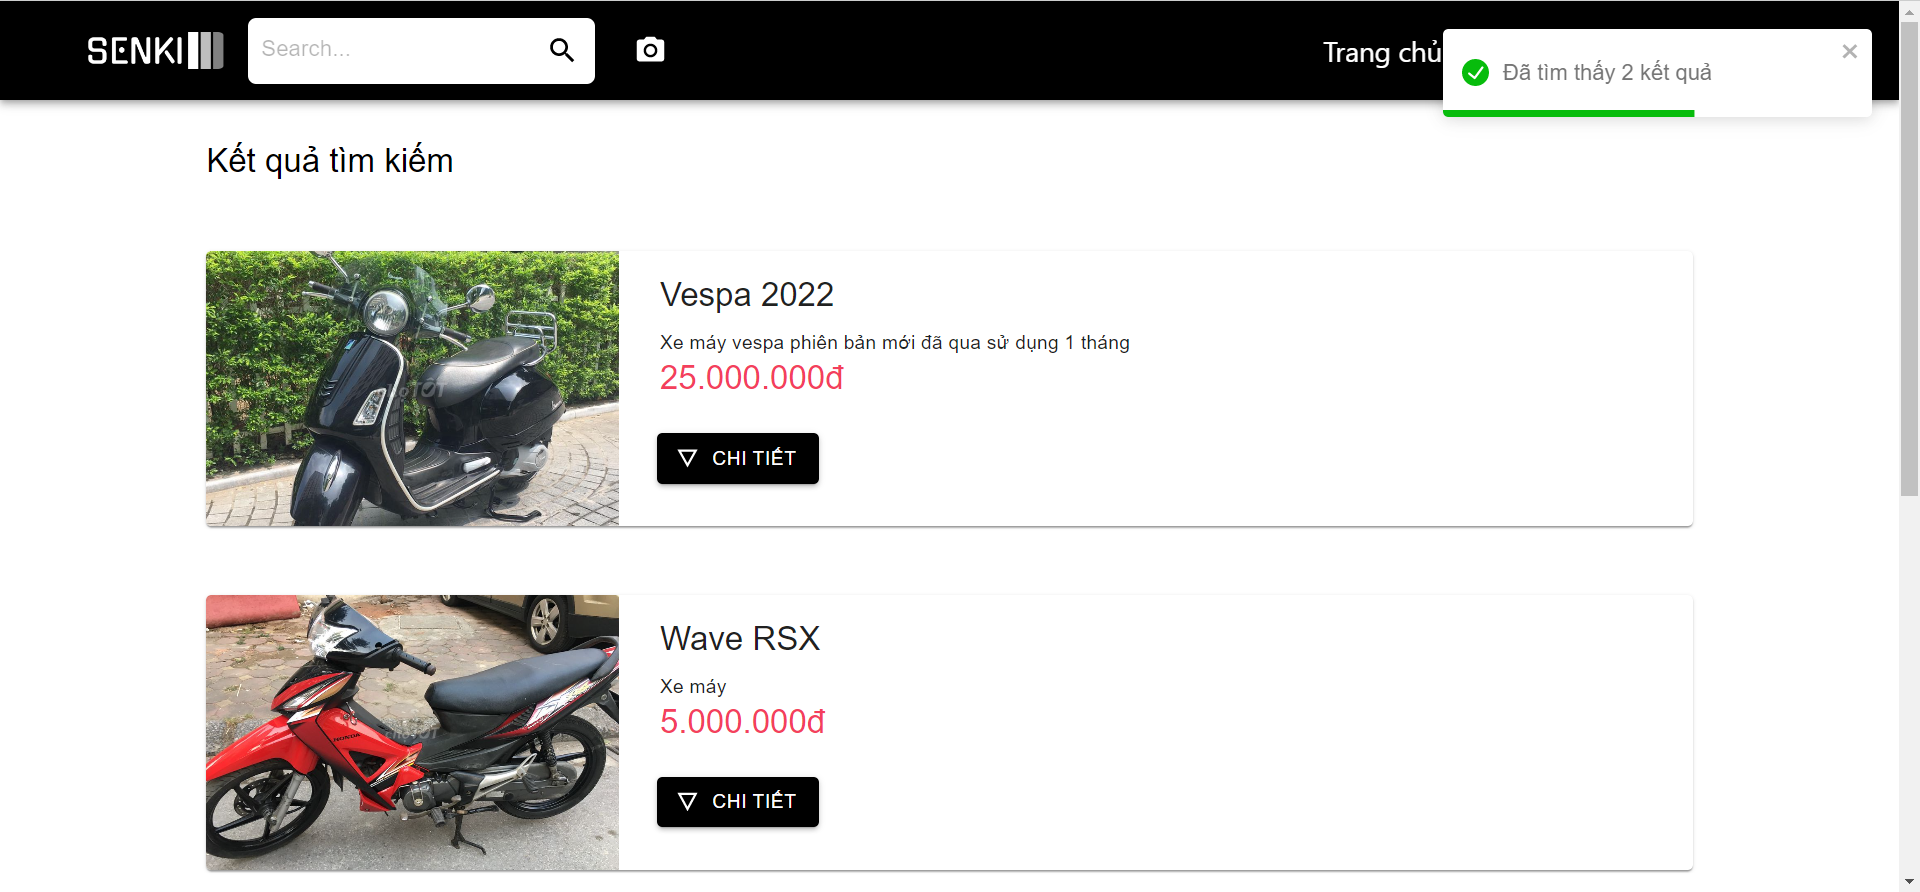 SENKI
Search...
Trang chủ
Đã tìm thấy 2 kết quả
Kết quả tìm kiếm
Vespa 2022
Xe máy vespa phiên bản mới đã qua sử dụng 1 tháng
25.000.000đ
CHI TIẾT
Wave RSX
Xe máy
5.000.000đ
HONDA
CHI TIẾT